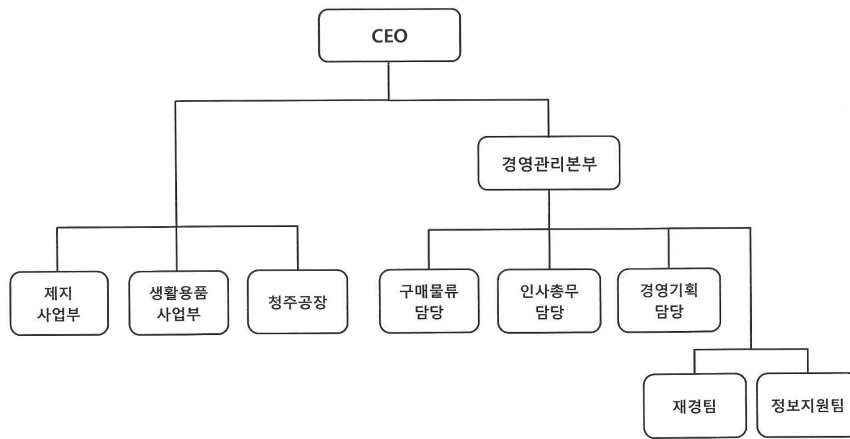 CEO
경영관리본부
제지
사업부
생활용품
사업부
청주공장
구매물류
담당
인사총무
담당
경영기획
담당
재경팀
정보지원팀